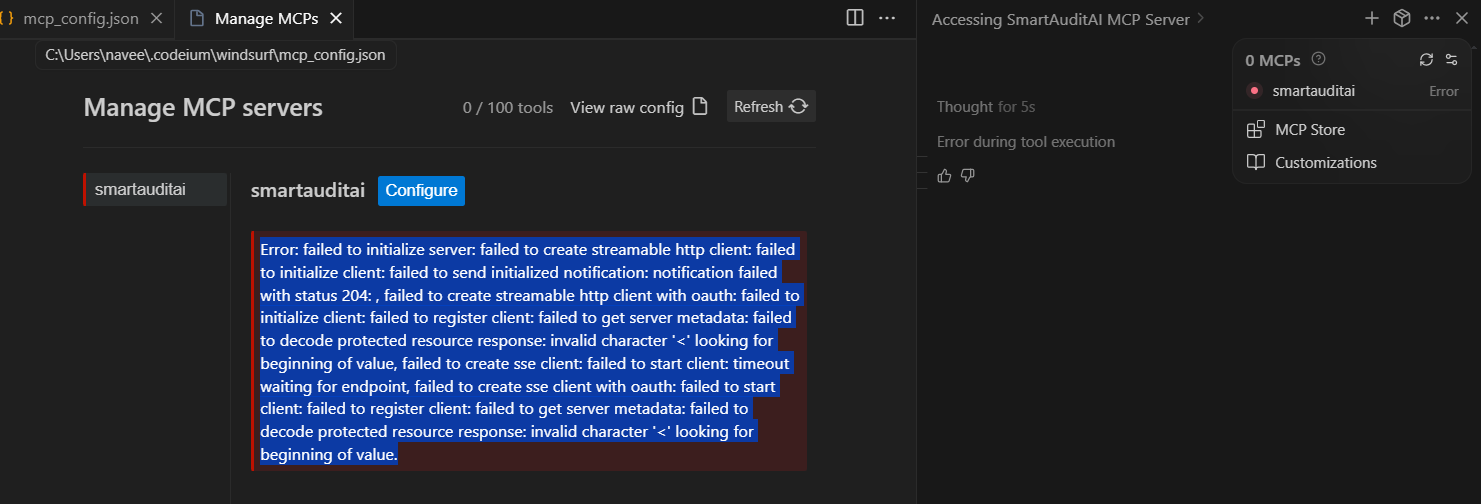 {} mcp_config.json
Manage MCPs
Accessing SmartAuditAI MCP Server
C:\Users\navee\.codeium\windsurf\mcp_config.json
0 MCPs
smartauditai
Error
MCP Store
Customizations
Manage MCP servers
0 / 100 tools
View raw config
Refresh
Thought for 5s
Error during tool execution
smartauditai
smartauditai
Configure
Error: failed to initialize server: failed to create streamable http client: failed
to initialize client: failed to send initialized notification: notification failed
with status 204: , failed to create streamable http client with oauth: failed to
initialize client: failed to register client: failed to get server metadata: failed
to decode protected resource response: invalid character '<' looking for
beginning of value, failed to create sse client: failed to start client: timeout
waiting for endpoint, failed to create sse client with oauth: failed to start
client: failed to register client: failed to get server metadata: failed to
decode protected resource response: invalid character '<' looking for
beginning of value.